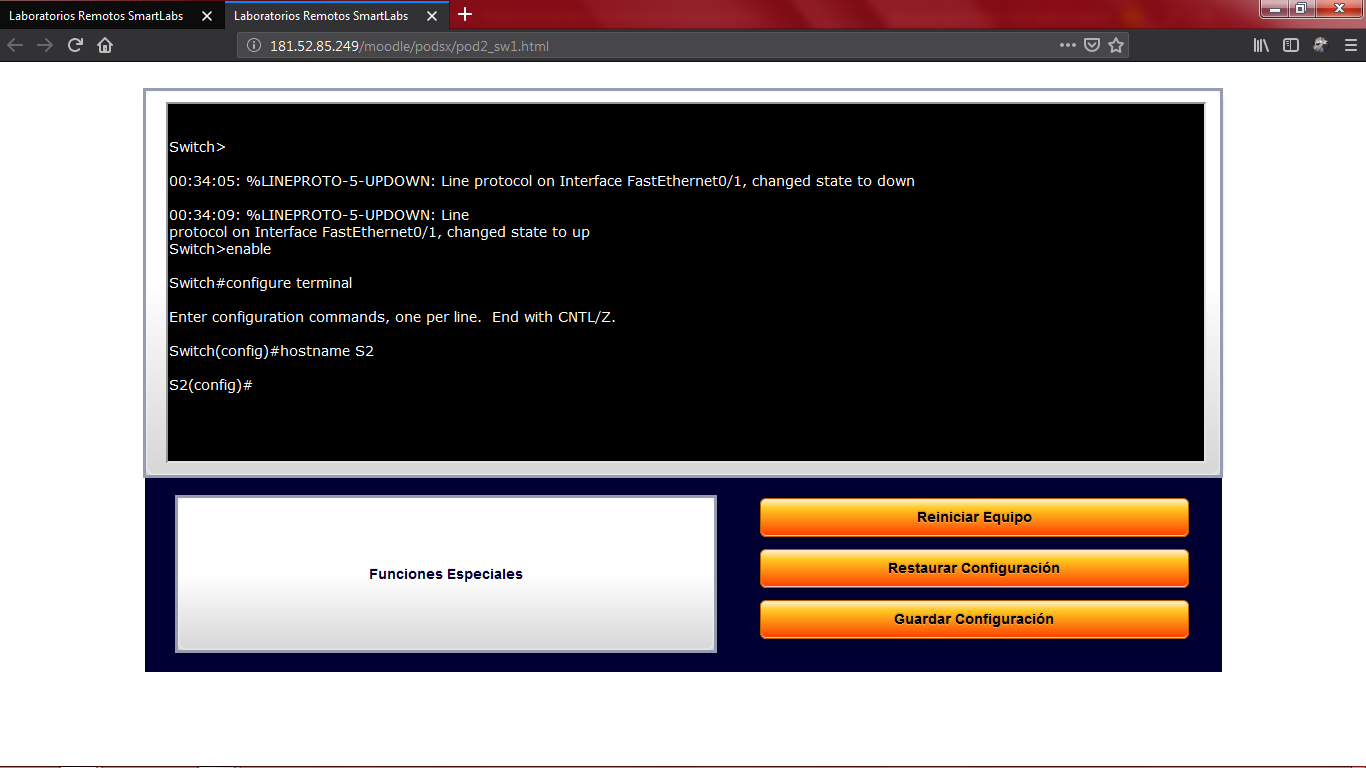 Laboratorios Remotos SmartLabs
Laboratorios Remotos SmartLabs
181.52.85.249/moodle/podsx/pod2_sw1.html
Switch>
00:34:05: %LINEPROTO-5-UPDOWN: Line protocol on Interface FastEthernet0/1, changed state to down
00:34:09: %LINEPROTO-5-UPDOWN: Line
protocol on Interface FastEthernet0/1, changed state to up
Switch>enable
Switch#configure terminal
Enter configuration commands, one per line.  End with CNTL/Z.
Switch(config)#hostname S2
S2(config)#
Funciones Especiales
Reiniciar Equipo
Restaurar Configuración
Guardar Configuración